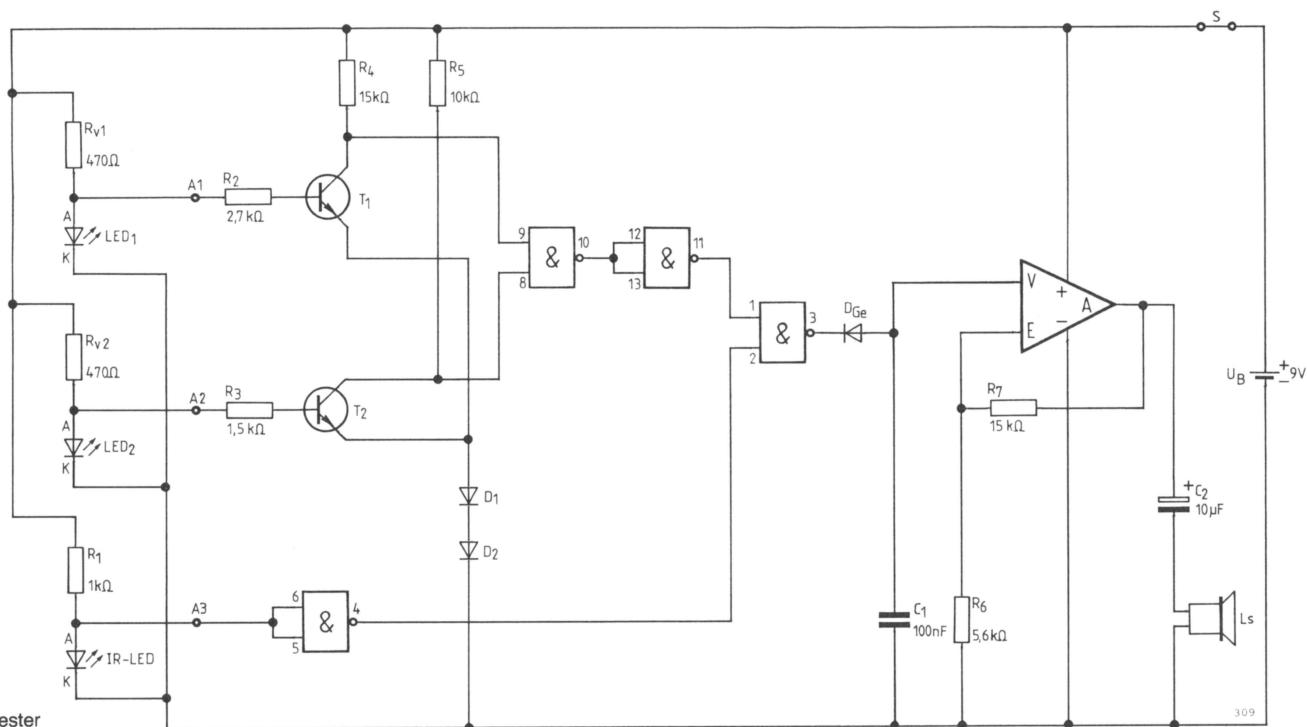 S
R4
15kΩ
R5
10kΩ
Rv1
470Ω
A1
R2
2,7kΩ
T1
A
LED1
K
9
10
8
12
11
13
&
&
V
+
A
−
E
1
3
2
&
DGe
Rv2
470Ω
A2
R3
1,5kΩ
T2
A
LED2
K
UB
+
−
9V
R7
15kΩ
D1
D2
+
C2
10µF
R1
1kΩ
A3
6
4
5
&
A
IR-LED
K
C1
100nF
R6
5,6kΩ
Ls
309
ester